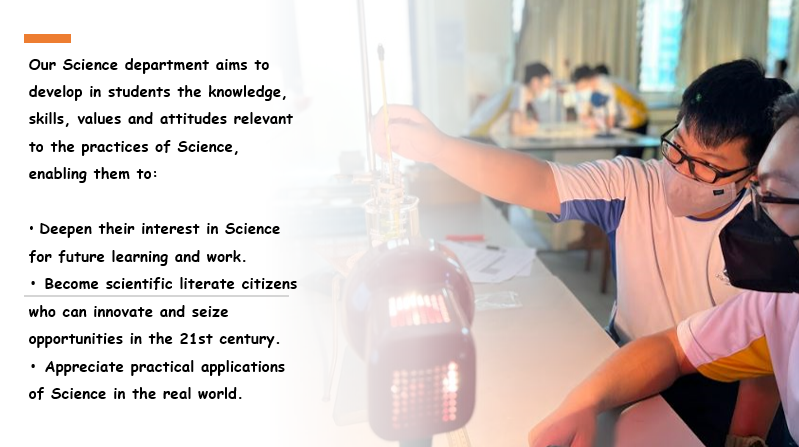 Our Science department aims to
develop in students the knowledge,
skills, values and attitudes relevant
to the practices of Science,
enabling them to:
• Deepen their interest in Science
for future learning and work.
• Become scientific literate citizens
who can innovate and seize
opportunities in the 21st century.
• Appreciate practical applications
of Science in the real world.